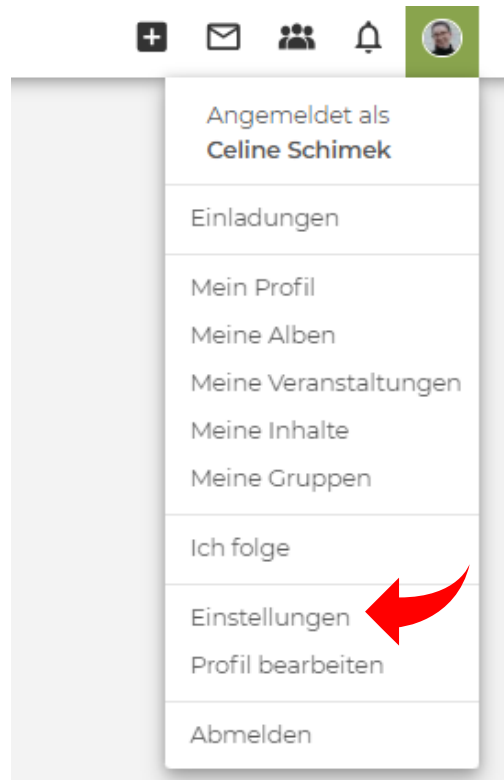 Angemeldet als
Celine Schimek
Einladungen
Mein Profil
Meine Alben
Meine Veranstaltungen
Meine Inhalte
Meine Gruppen
Ich folge
Einstellungen
Profil bearbeiten
Abmelden